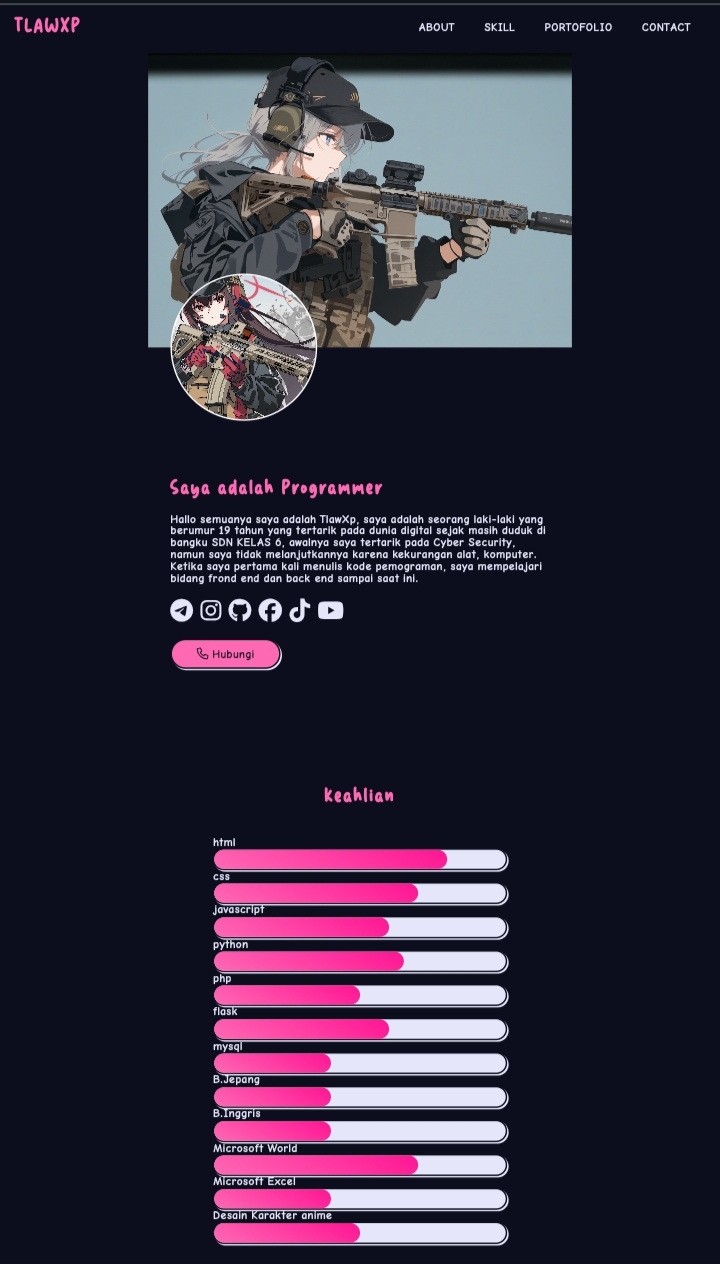 TLAWXP
ABOUT SKILL PORTOFOLIO CONTACT
Saya adalah Programmer
Hallo semuanya saya adalah TlawXp, saya adalah seorang laki-laki yang
berumur 19 tahun yang tertarik pada dunia digital sejak masih duduk di
bangku SDN KELAS 6, awalnya saya tertarik pada Cyber Security,
namun saya tidak melanjutkannya karena kekurangan alat, komputer.
Ketika saya pertama kali menulis kode pemograman, saya mempelajari
bidang frond end dan back end sampai saat ini.
Hubungi
Keahlian
html
css
javascript
python
php
flask
mysql
B.Jepang
B.Inggris
Microsoft World
Microsoft Excel
Desain Karakter anime